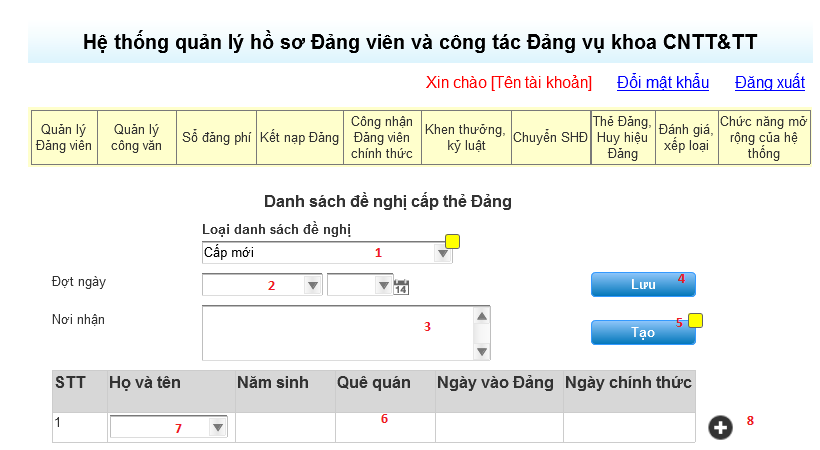 Hệ thống quản lý hồ sơ Đảng viên và công tác Đảng vụ khoa CNTT&TT
Xin chào [Tên tài khoản] Đổi mật khẩu Đăng xuất
Quản lý
Đảng viên
Quản lý
công văn
Sổ đảng phí
Kết nạp Đảng
Công nhận
Đảng viên
chính thức
Khen thưởng,
kỷ luật
Chuyển SHĐ
Thẻ Đảng,
Huy hiệu
Đảng
Đánh giá,
xếp loại
Chức năng mở
rộng của hệ
thống
Danh sách đề nghị cấp thẻ Đảng
Loại danh sách đề nghị
Cấp mới 1
Đợt ngày 2 14 Lưu 4
Nơi nhận 3 Tạo 5
STT Họ và tên Năm sinh Quê quán Ngày vào Đảng Ngày chính thức
1 7 6 8